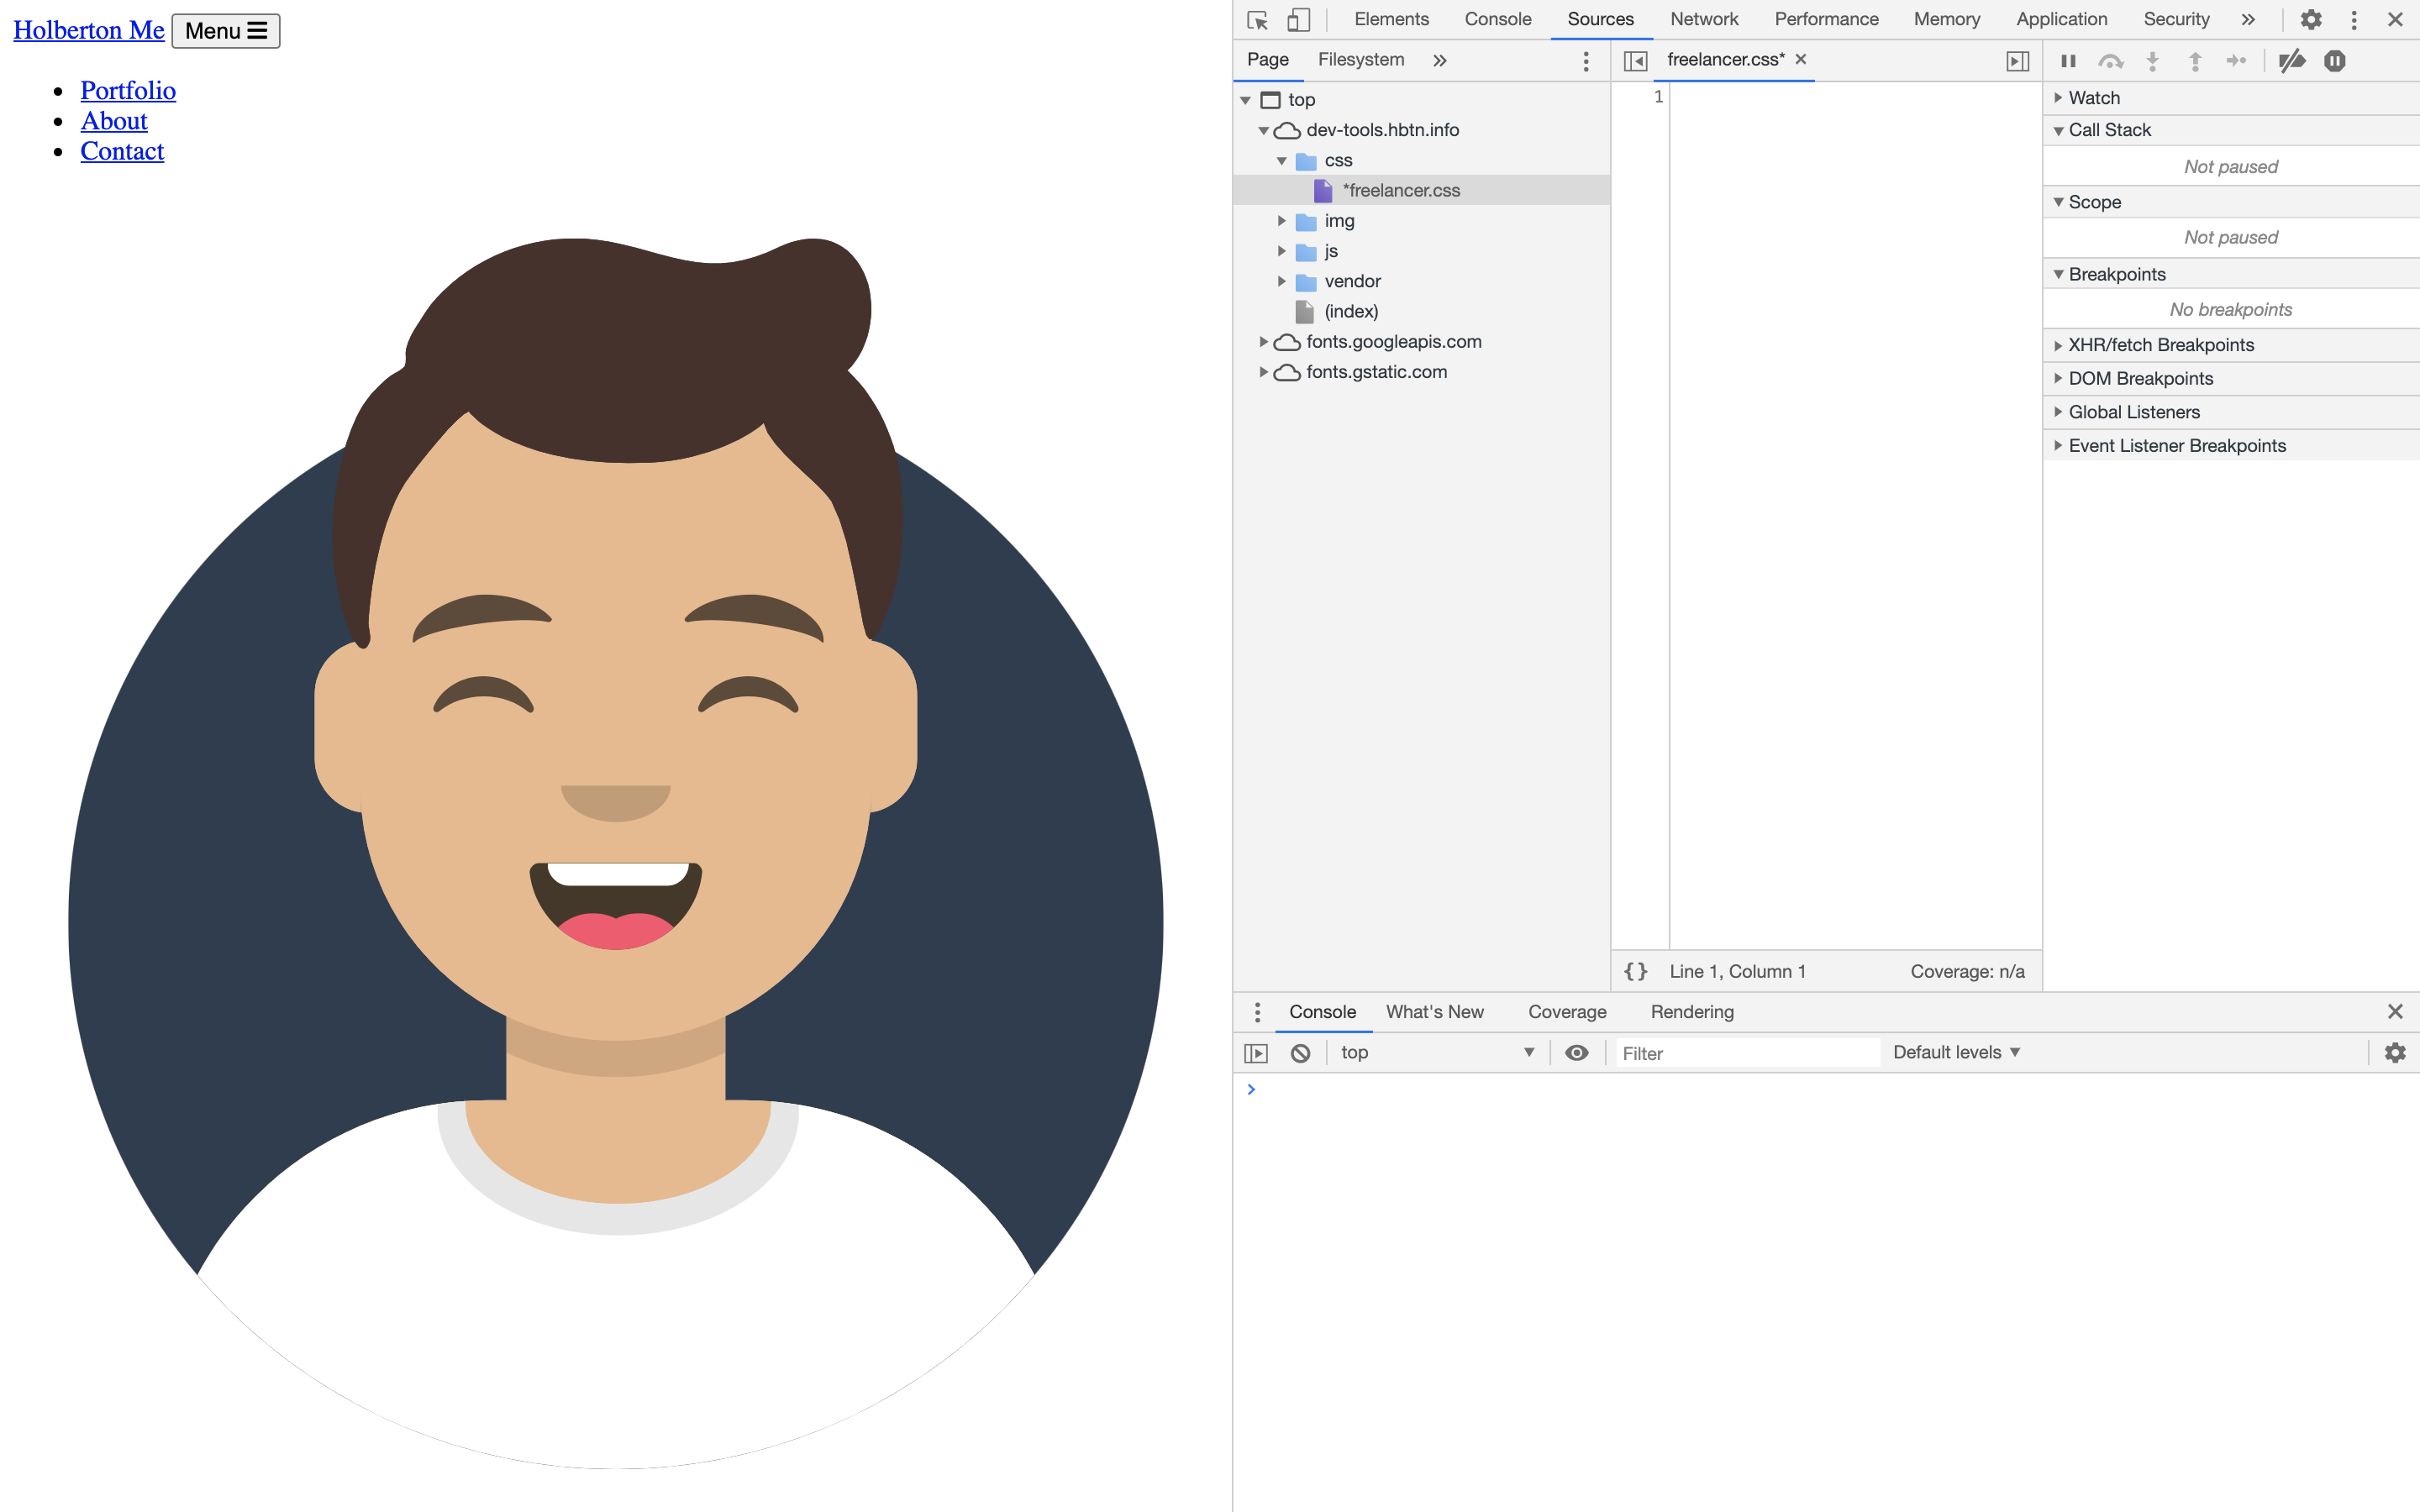 Holberton Me Menu
Portfolio
About
Contact
Elements Console Sources Network Performance Memory Application Security
Page Filesystem
top
dev-tools.hbtn.info
css
*freelancer.css
img
js
vendor
(index)
fonts.googleapis.com
fonts.gstatic.com
freelancer.css*
1
{ } Line 1, Column 1 Coverage: n/a
Watch
Call Stack
Not paused
Scope
Not paused
Breakpoints
No breakpoints
XHR/fetch Breakpoints
DOM Breakpoints
Global Listeners
Event Listener Breakpoints
Console What's New Coverage Rendering
top Filter Default levels